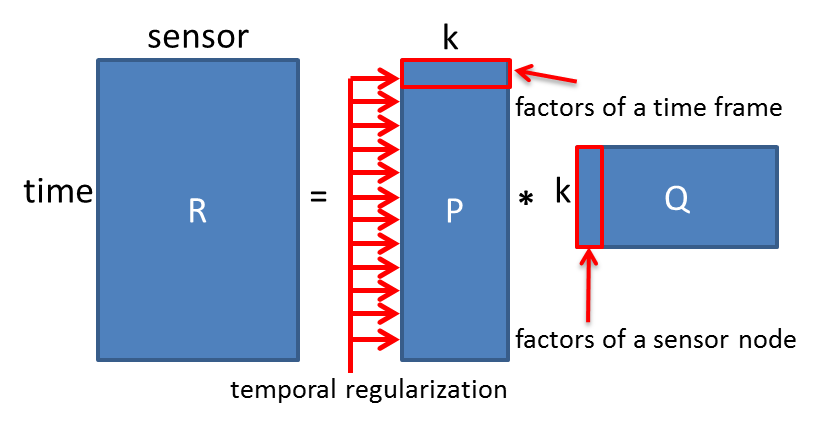 sensor
k
factors of a time frame
time
R
=
P
*
k
Q
factors of a sensor node
temporal regularization